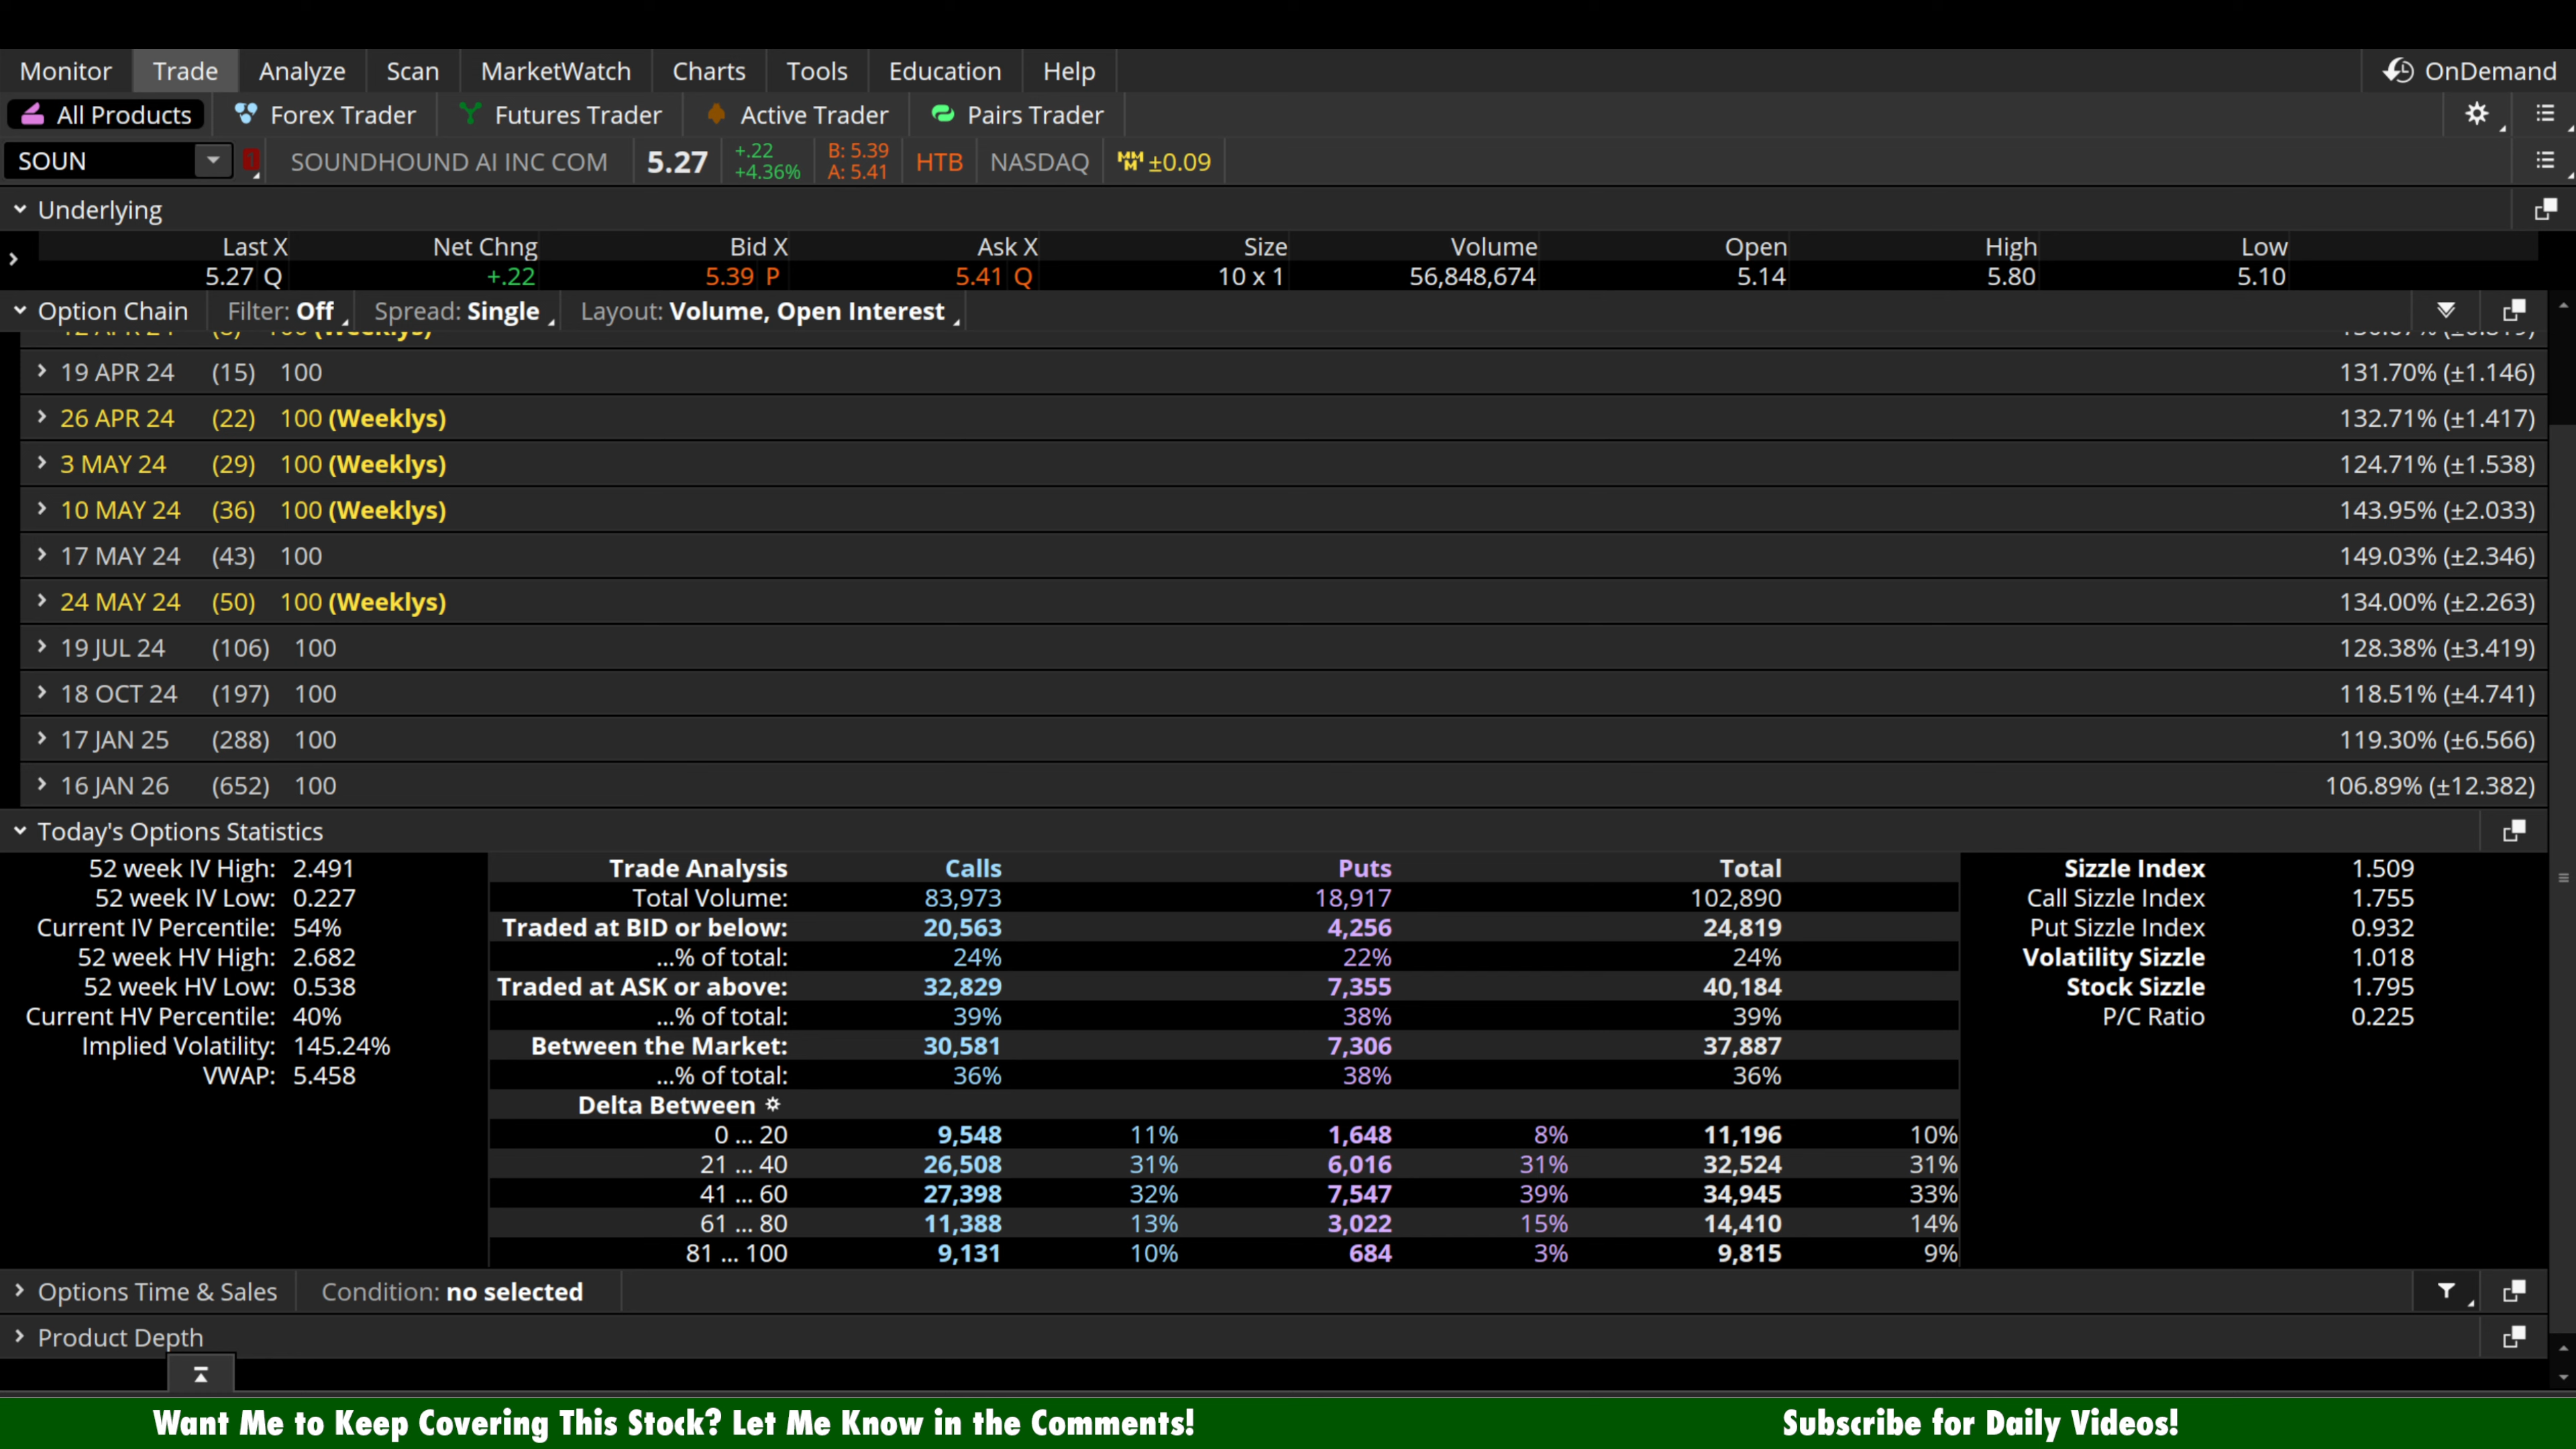 Monitor Trade Analyze Scan MarketWatch Charts Tools Education Help OnDemand
All Products Forex Trader Futures Trader Active Trader Pairs Trader
SOUN SOUNDHOUND AI INC COM 5.27 +.22 +4.36% B: 5.39 A: 5.41 HTB NASDAQ ±0.09
Underlying
Last X Net Chng Bid X Ask X Size Volume Open High Low
5.27 Q +.22 5.39 P 5.41 Q 10 x 1 56,848,674 5.14 5.80 5.10
Option Chain Filter: Off Spread: Single Layout: Volume, Open Interest
19 APR 24 (15) 100 131.70% (±1.146)
26 APR 24 (22) 100 (Weeklys) 132.71% (±1.417)
3 MAY 24 (29) 100 (Weeklys) 124.71% (±1.538)
10 MAY 24 (36) 100 (Weeklys) 143.95% (±2.033)
17 MAY 24 (43) 100 149.03% (±2.346)
24 MAY 24 (50) 100 (Weeklys) 134.00% (±2.263)
19 JUL 24 (106) 100 128.38% (±3.419)
18 OCT 24 (197) 100 118.51% (±4.741)
17 JAN 25 (288) 100 119.30% (±6.566)
16 JAN 26 (652) 100 106.89% (±12.382)
Today's Options Statistics
52 week IV High: 2.491 Trade Analysis Calls Puts Total Sizzle Index 1.509
52 week IV Low: 0.227 Total Volume: 83,973 18,917 102,890 Call Sizzle Index 1.755
Current IV Percentile: 54% Traded at BID or below: 20,563 4,256 24,819 Put Sizzle Index 0.932
52 week HV High: 2.682 ...% of total: 24% 22% 24% Volatility Sizzle 1.018
52 week HV Low: 0.538 Traded at ASK or above: 32,829 7,355 40,184 Stock Sizzle 1.795
Current HV Percentile: 40% ...% of total: 39% 38% 39% P/C Ratio 0.225
Implied Volatility: 145.24% Between the Market: 30,581 7,306 37,887
VWAP: 5.458 ...% of total: 36% 38% 36%
Delta Between
0 ... 20 9,548 11% 1,648 8% 11,196 10%
21 ... 40 26,508 31% 6,016 31% 32,524 31%
41 ... 60 27,398 32% 7,547 39% 34,945 33%
61 ... 80 11,388 13% 3,022 15% 14,410 14%
81 ... 100 9,131 10% 684 3% 9,815 9%
Options Time & Sales Condition: no selected
Product Depth
Want Me to Keep Covering This Stock? Let Me Know in the Comments! Subscribe for Daily Videos!